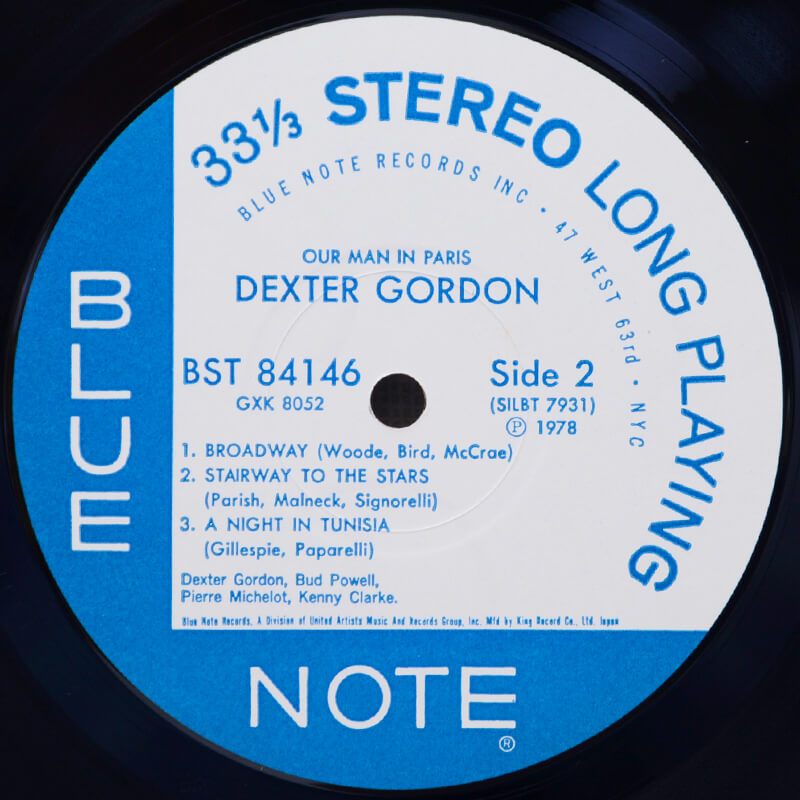 33⅓ STEREO LONG PLAYING
BLUE NOTE RECORDS INC • 47 WEST 63rd • NYC
OUR MAN IN PARIS
DEXTER GORDON
BST 84146
GXK 8052
Side 2
(SILBT 7931)
Ⓟ 1978
1. BROADWAY (Woode, Bird, McCrae)
2. STAIRWAY TO THE STARS
(Parish, Malneck, Signorelli)
3. A NIGHT IN TUNISIA
(Gillespie, Paparelli)
Dexter Gordon, Bud Powell,
Pierre Michelot, Kenny Clarke.
Blue Note Records, A Division of United Artists Music And Records Group, Inc. Mfd by King Record Co., Ltd. Japan
BLUE
NOTE®